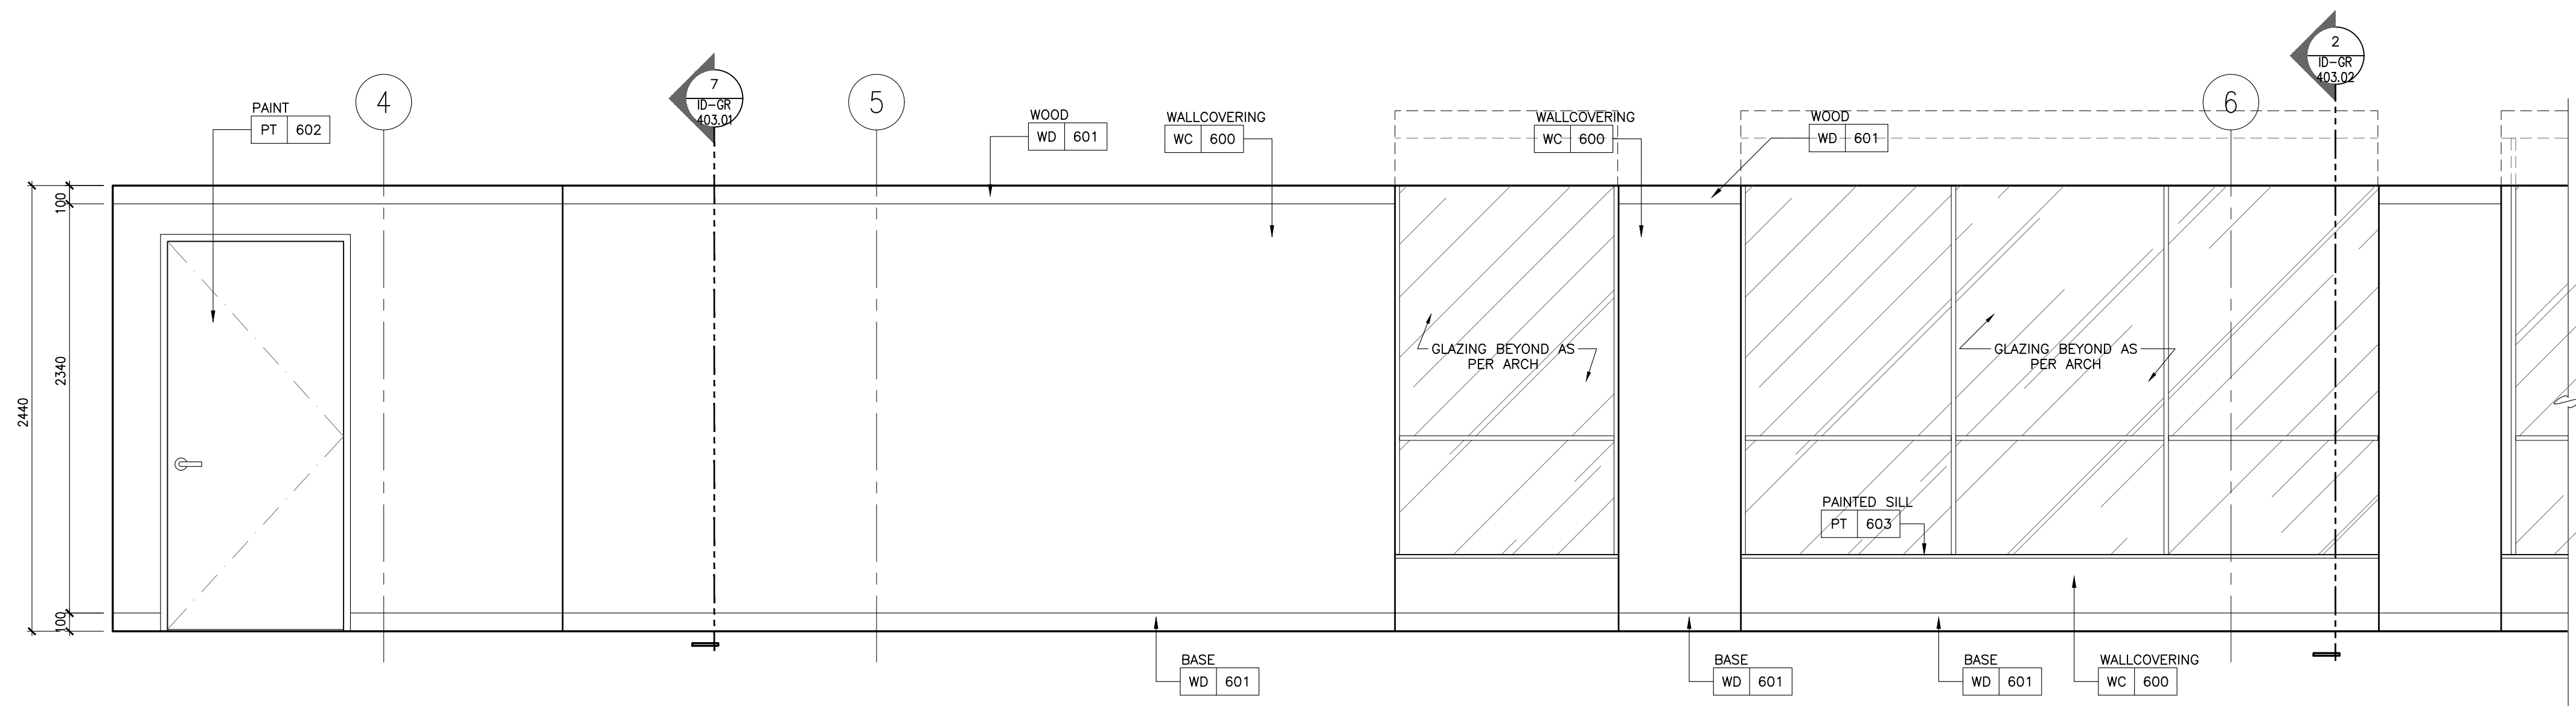 2
ID-GR
403.02
7
ID-GR
403.01
4
5
6
PAINT
PT 602
WOOD
WD 601
WALLCOVERING
WC 600
WALLCOVERING
WC 600
WOOD
WD 601
100
2340
2440
100
GLAZING BEYOND AS
PER ARCH
GLAZING BEYOND AS
PER ARCH
PAINTED SILL
PT 603
BASE
WD 601
BASE
WD 601
BASE
WD 601
WALLCOVERING
WC 600